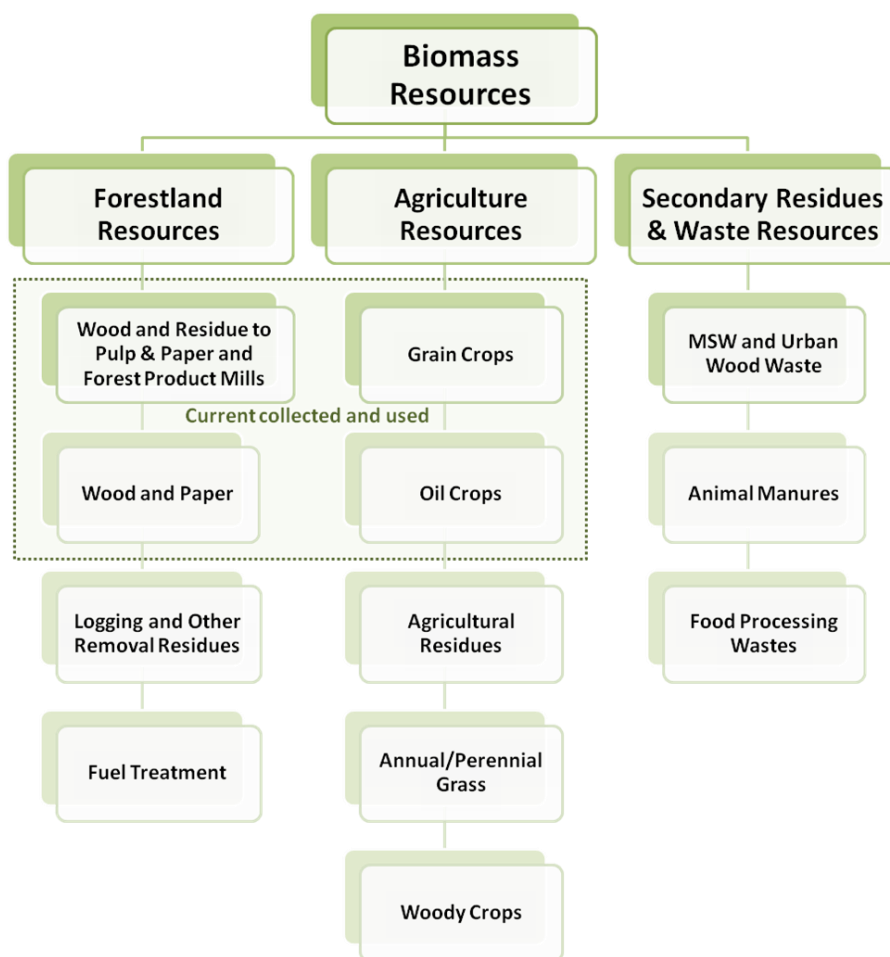 Biomass
Resources
Forestland
Resources
Agriculture
Resources
Secondary Residues
& Waste Resources
Wood and Residue to
Pulp & Paper and
Forest Product Mills
Grain Crops
MSW and Urban
Wood Waste
Current collected and used
Wood and Paper
Oil Crops
Animal Manures
Logging and Other
Removal Residues
Agricultural
Residues
Food Processing
Wastes
Fuel Treatment
Annual/Perennial
Grass
Woody Crops